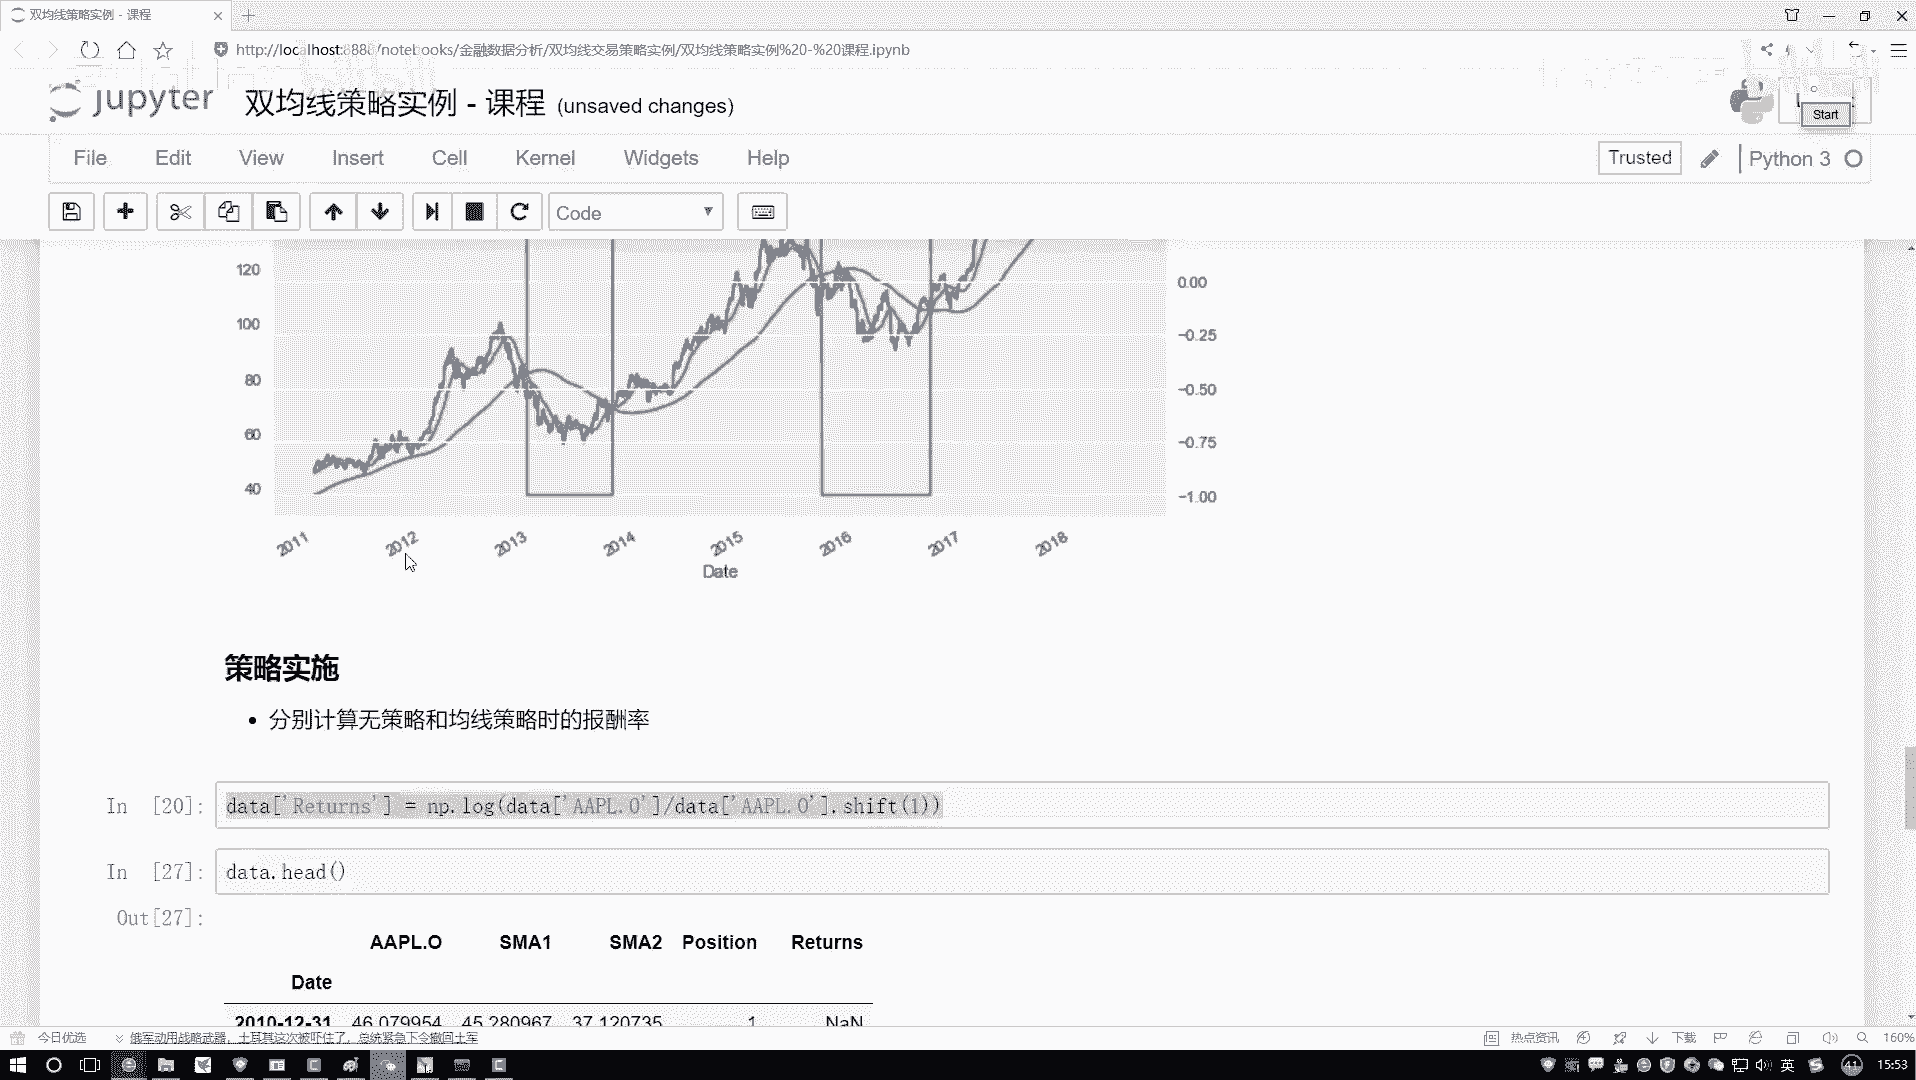 双均线策略实例 - 课程
http://localhost:8888/notebooks/金融数据分析/双均线交易策略实例/双均线策略实例%20-%20课程.ipynb
jupyter 双均线策略实例 - 课程 (unsaved changes)
Start
File Edit View Insert Cell Kernel Widgets Help
Trusted Python 3
Code
120 0.00
100 −0.25
80 −0.50
60 −0.75
40 −1.00
2011 2012 2013 2014 2015 2016 2017 2018
Date
策略实施
分别计算无策略和均线策略时的报酬率
In [20]: data['Returns'] = np.log(data['AAPL.O']/data['AAPL.O'].shift(1))
In [27]: data.head()
Out[27]:
AAPL.O SMA1 SMA2 Position Returns
Date
2010-12-31 46.079954 45.280967 37.120735 1 NaN
今日优选 俄军动用战略武器,土耳其这次被吓住了,总统紧急下令撤回士军 热点资讯 下载 160%
英 41 15:53